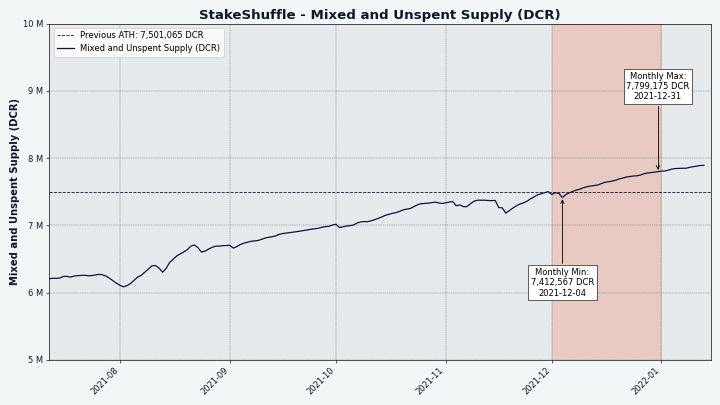 StakeShuffle - Mixed and Unspent Supply (DCR)
Previous ATH: 7,501,065 DCR
Mixed and Unspent Supply (DCR)
Mixed and Unspent Supply (DCR)
10 M
9 M
8 M
7 M
6 M
5 M
Monthly Max:
7,799,175 DCR
2021-12-31
Monthly Min:
7,412,567 DCR
2021-12-04
2021-08
2021-09
2021-10
2021-11
2021-12
2022-01